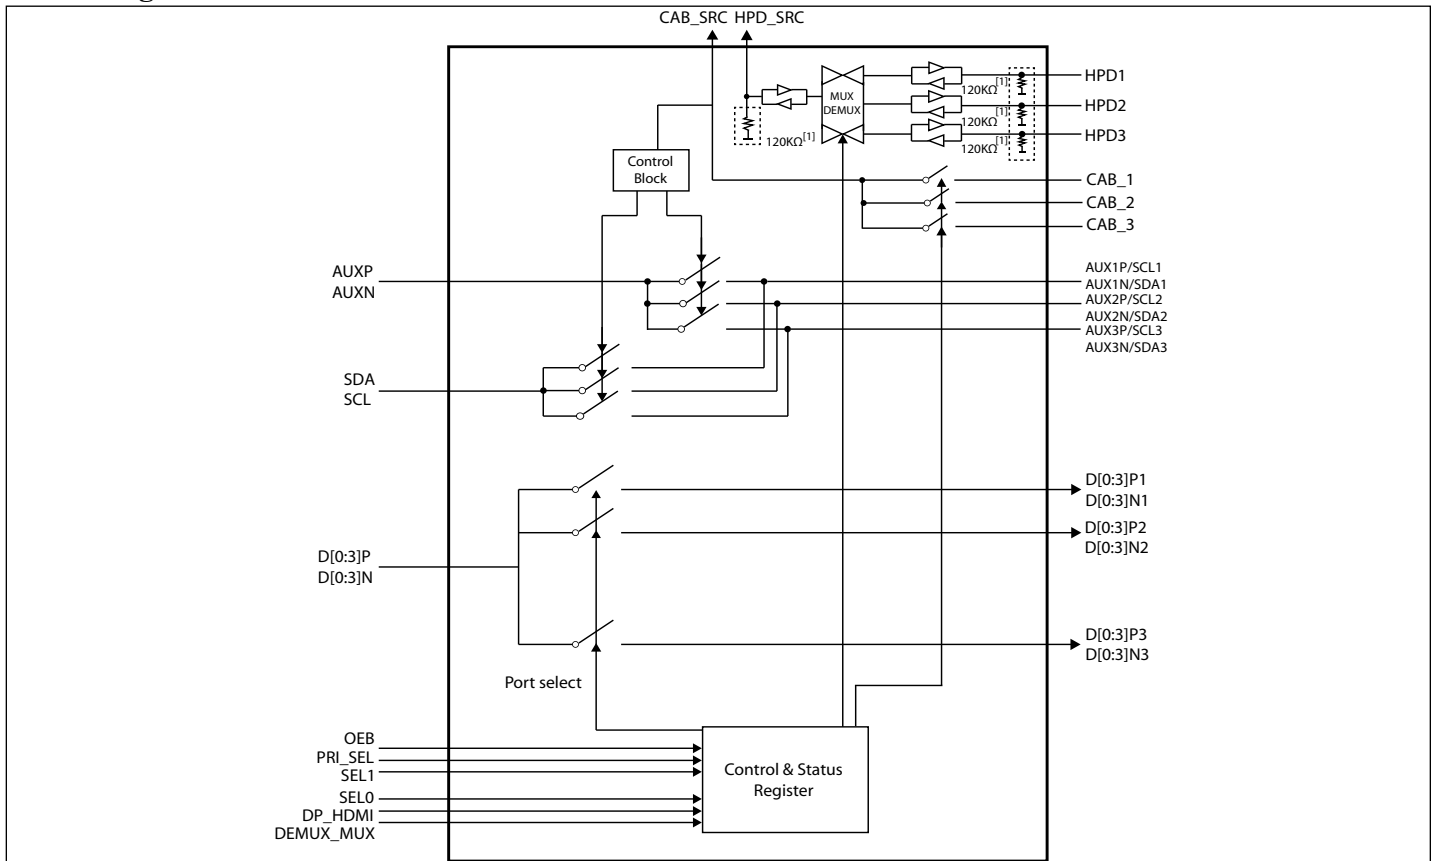 CAB_SRC HPD_SRC
HPD1
120KΩ[1]
MUX
DEMUX
HPD2
120KΩ[1]
HPD3
120KΩ[1]
120KΩ[1]
Control
Block
CAB_1
CAB_2
CAB_3
AUXP
AUXN
AUX1P/SCL1
AUX1N/SDA1
AUX2P/SCL2
AUX2N/SDA2
AUX3P/SCL3
AUX3N/SDA3
SDA
SCL
D[0:3]P1
D[0:3]N1
D[0:3]P2
D[0:3]N2
D[0:3]P
D[0:3]N
D[0:3]P3
D[0:3]N3
Port select
OEB
PRI_SEL
SEL1
SEL0
DP_HDMI
DEMUX_MUX
Control & Status
Register